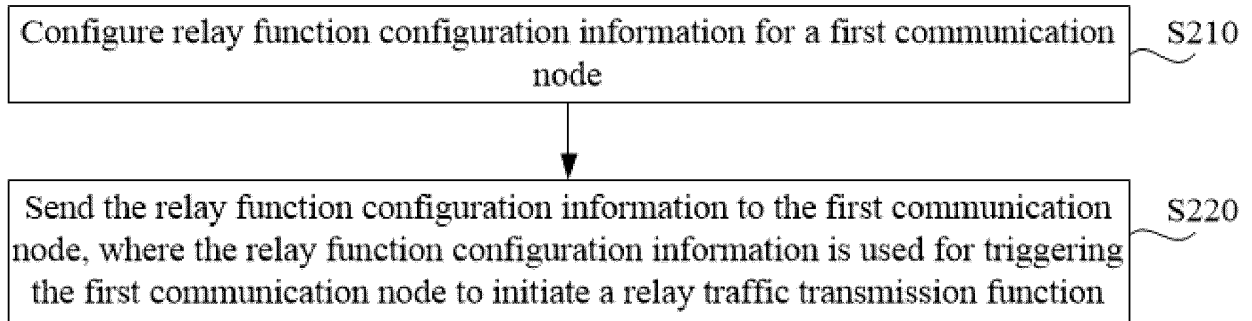 Configure relay function configuration information for a first communication
node
S210
Send the relay function configuration information to the first communication
node, where the relay function configuration information is used for triggering
the first communication node to initiate a relay traffic transmission function
S220